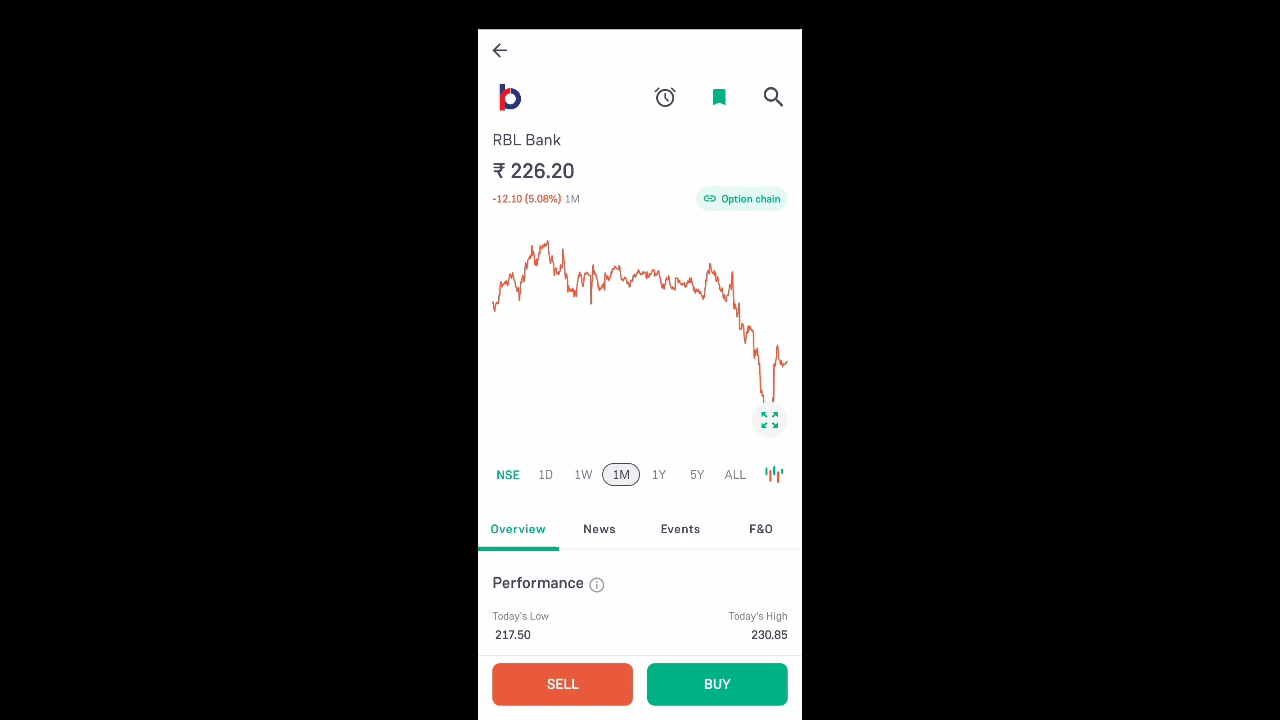 RBL Bank
₹ 226.20
-12.10 (5.08%) 1M
Option chain
NSE 1D 1W 1M 1Y 5Y ALL
Overview News Events F&O
Performance
Today's Low Today's High
217.50 230.85
SELL BUY